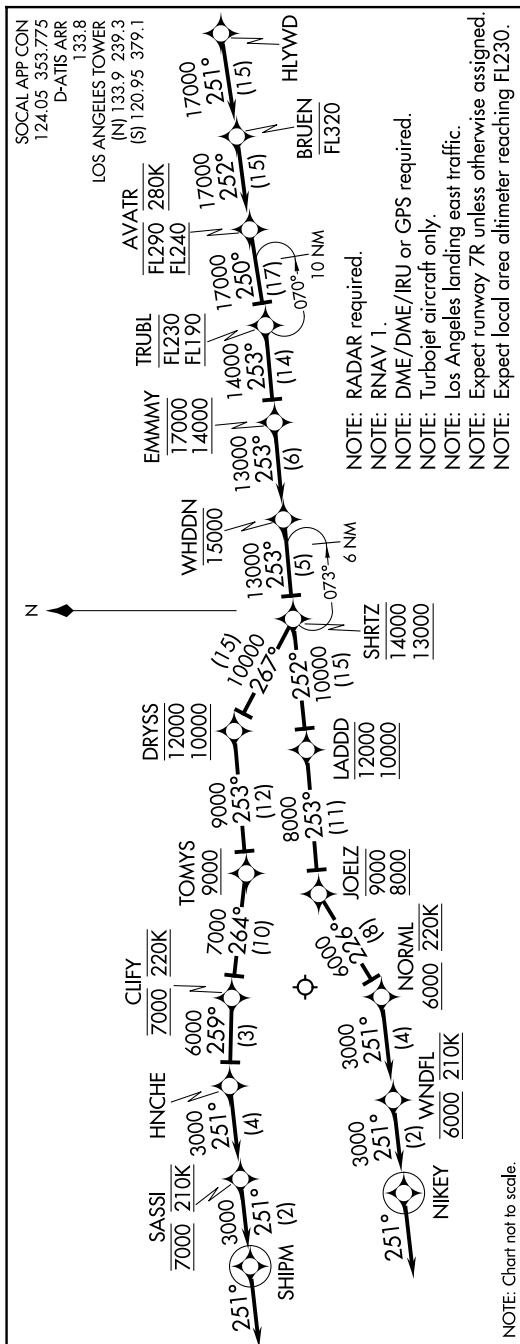 SOCAL APP CON
124.05 353.775
D-ATIS ARR
133.8
LOS ANGELES TOWER
(N) 133.9 239.3
(S) 120.95 379.1
HLYWD
17000
251°
(15)
BRUEN
FL320
17000
252°
(15)
AVATR
FL290 280K
FL240
17000
250°
(17)
070°
10 NM
TRUBL
FL230
FL190
14000
253°
(14)
EMMMY
17000
14000
13000
253°
(6)
WHDDN
15000
13000
253°
(5)
073°
6 NM
SHRTZ
14000
13000
N
(15)
10000
267°
DRYSS
12000
10000
9000
253°
(12)
TOMYS
9000
7000
264°
(10)
CLIFY
7000 220K
6000
259°
(3)
HNCHE
3000
251°
(4)
SASSI
7000 210K
3000
251°
(2)
SHIPM
251°
252°
10000
(15)
LADDD
12000
10000
8000
253°
(11)
JOELZ
9000
8000
6000
226°
(8)
NORML
6000 220K
3000
251°
(4)
WNDFL
6000 210K
3000
251°
(2)
NIKEY
251°
NOTE: RADAR required.
NOTE: RNAV 1.
NOTE: DME/DME/IRU or GPS required.
NOTE: Turbojet aircraft only.
NOTE: Los Angeles landing east traffic.
NOTE: Expect runway 7R unless otherwise assigned.
NOTE: Expect local area altimeter reaching FL230.
NOTE: Chart not to scale.